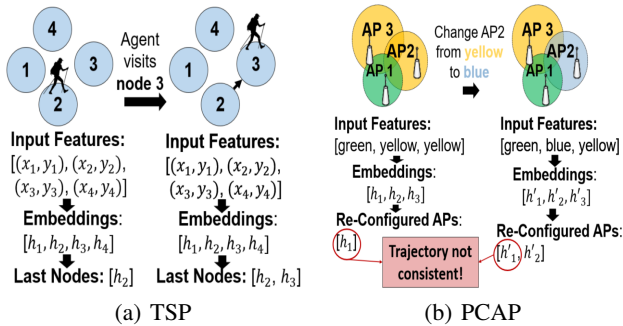 4
1
3
2
Agent
visits
node 3
4
1
3
2
Input Features:
[(x₁, y₁), (x₂, y₂),
(x₃, y₃), (x₄, y₄)]
Embeddings:
[h₁, h₂, h₃, h₄]
Last Nodes: [h₂]
Input Features:
[(x₁, y₁), (x₂, y₂),
(x₃, y₃), (x₄, y₄)]
Embeddings:
[h₁, h₂, h₃, h₄]
Last Nodes: [h₂, h₃]
(a) TSP
AP 3
AP2
AP 1
Change AP2
from yellow
to blue
AP 3
AP2
AP 1
Input Features:
[green, yellow, yellow]
Embeddings:
[h₁, h₂, h₃]
Re-Configured APs:
[h₁]
Input Features:
[green, blue, yellow]
Embeddings:
[h'₁, h'₂, h'₃]
Re-Configured APs:
[h'₁, h'₂]
Trajectory not
consistent!
(b) PCAP